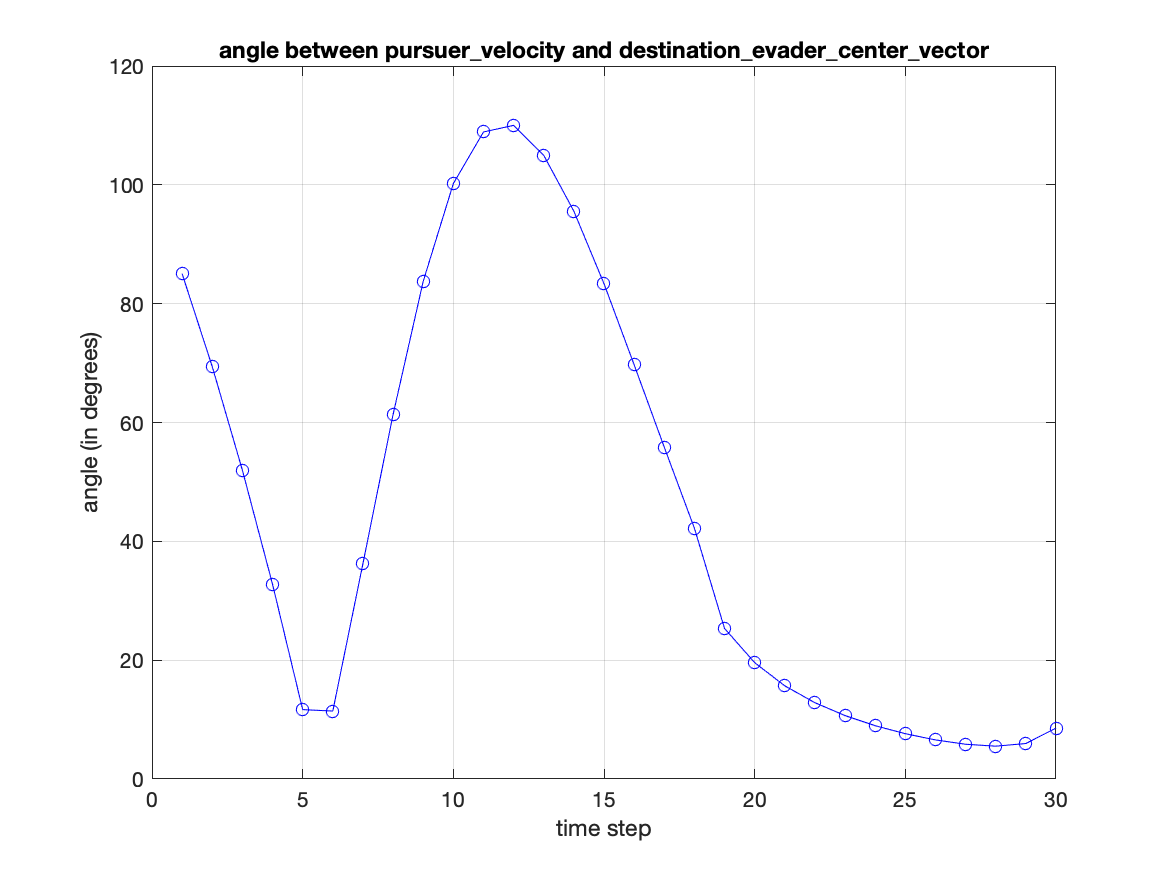 angle between pursuer_velocity and destination_evader_center_vector
120
100
80
60
40
20
0
angle (in degrees)
0 5 10 15 20 25 30
time step